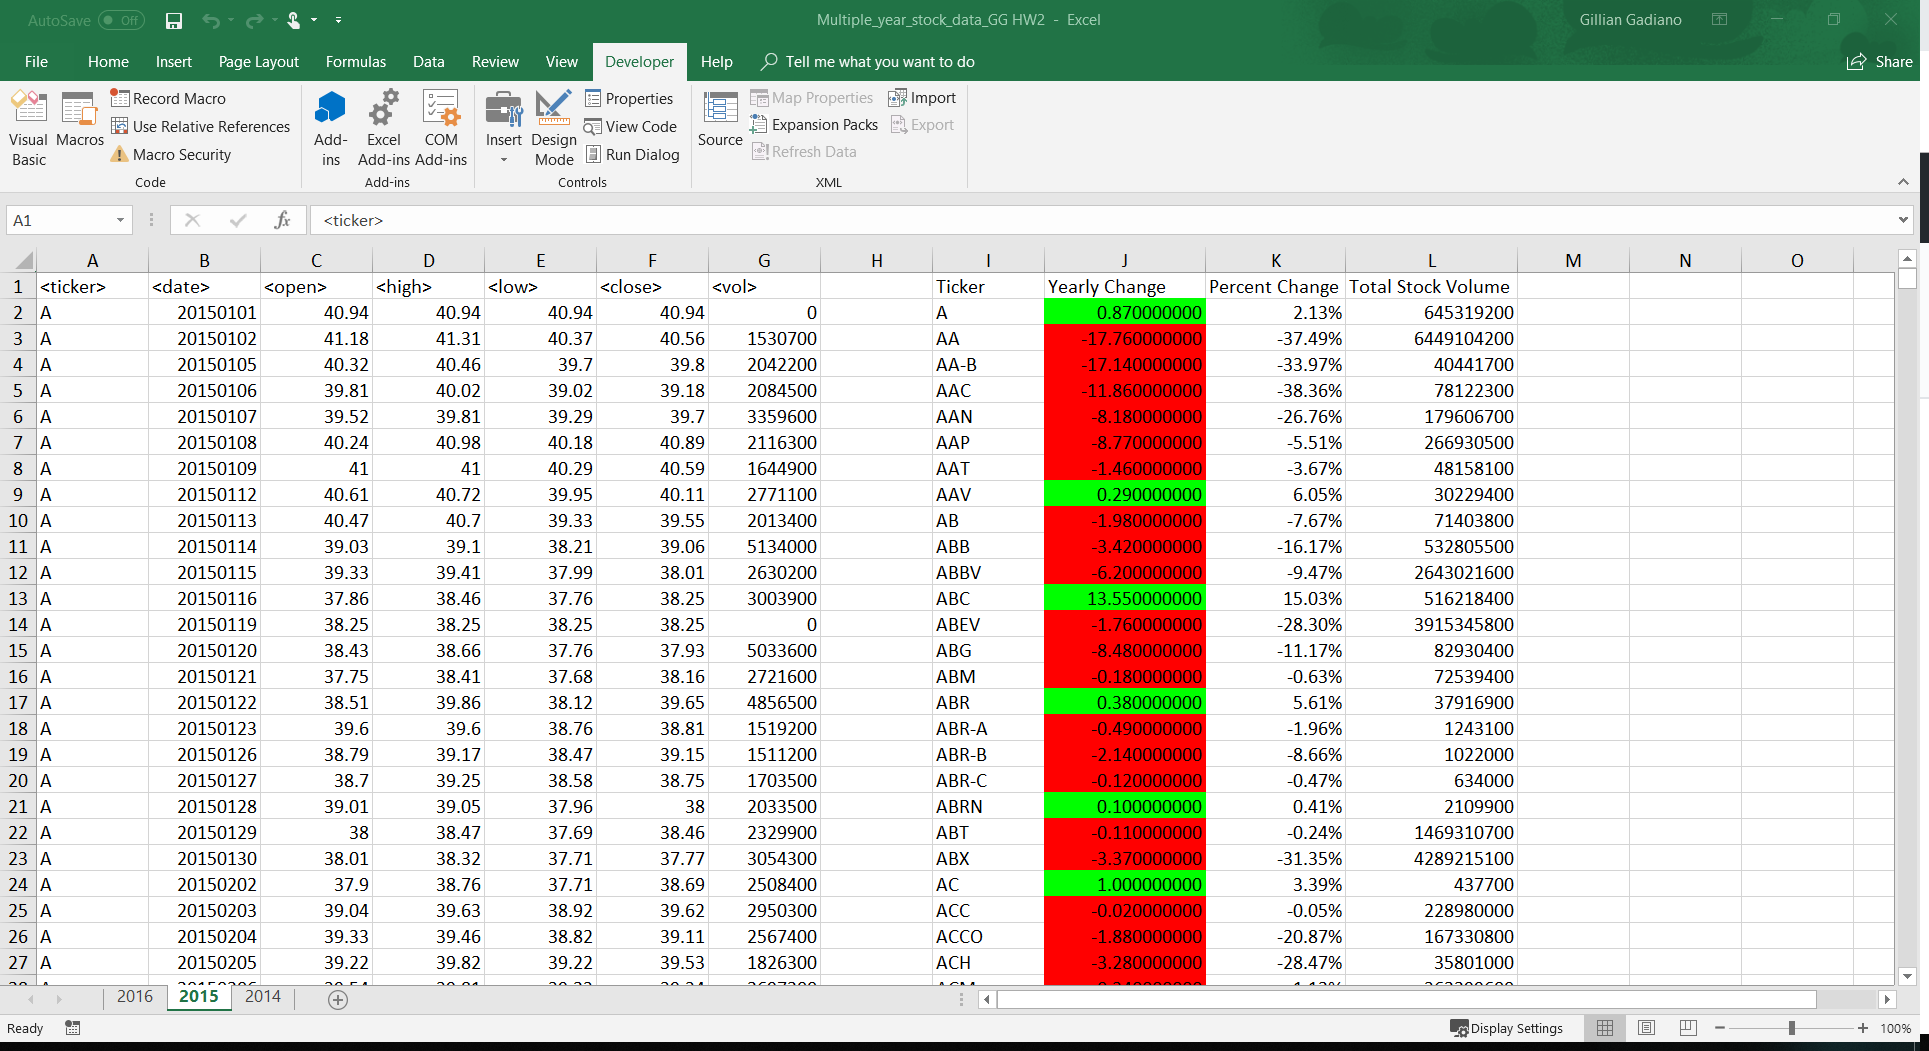 AutoSave Off Multiple_year_stock_data_GG HW2 - Excel Gillian Gadiano
File Home Insert Page Layout Formulas Data Review View Developer Help Tell me what you want to do Share
Visual Basic
Macros
Record Macro
Use Relative References
Macro Security
Code
Add-ins
Excel Add-ins
COM Add-ins
Add-ins
Insert
Design Mode
Properties
View Code
Run Dialog
Controls
Source
Map Properties
Expansion Packs
Refresh Data
Import
Export
XML
A1 fx <ticker>
A B C D E F G H I J K L M N O
1 <ticker> <date> <open> <high> <low> <close> <vol> Ticker Yearly Change Percent Change Total Stock Volume
2 A 20150101 40.94 40.94 40.94 40.94 0 A 0.870000000 2.13% 645319200
3 A 20150102 41.18 41.31 40.37 40.56 1530700 AA -17.760000000 -37.49% 6449104200
4 A 20150105 40.32 40.46 39.7 39.8 2042200 AA-B -17.140000000 -33.97% 40441700
5 A 20150106 39.81 40.02 39.02 39.18 2084500 AAC -11.860000000 -38.36% 78122300
6 A 20150107 39.52 39.81 39.29 39.7 3359600 AAN -8.180000000 -26.76% 179606700
7 A 20150108 40.24 40.98 40.18 40.89 2116300 AAP -8.770000000 -5.51% 266930500
8 A 20150109 41 41 40.29 40.59 1644900 AAT -1.460000000 -3.67% 48158100
9 A 20150112 40.61 40.72 39.95 40.11 2771100 AAV 0.290000000 6.05% 30229400
10 A 20150113 40.47 40.7 39.33 39.55 2013400 AB -1.980000000 -7.67% 71403800
11 A 20150114 39.03 39.1 38.21 39.06 5134000 ABB -3.420000000 -16.17% 532805500
12 A 20150115 39.33 39.41 37.99 38.01 2630200 ABBV -6.200000000 -9.47% 2643021600
13 A 20150116 37.86 38.46 37.76 38.25 3003900 ABC 13.550000000 15.03% 516218400
14 A 20150119 38.25 38.25 38.25 38.25 0 ABEV -1.760000000 -28.30% 3915345800
15 A 20150120 38.43 38.66 37.76 37.93 5033600 ABG -8.480000000 -11.17% 82930400
16 A 20150121 37.75 38.41 37.68 38.16 2721600 ABM -0.180000000 -0.63% 72539400
17 A 20150122 38.51 39.86 38.12 39.65 4856500 ABR 0.380000000 5.61% 37916900
18 A 20150123 39.6 39.6 38.76 38.81 1519200 ABR-A -0.490000000 -1.96% 1243100
19 A 20150126 38.79 39.17 38.47 39.15 1511200 ABR-B -2.140000000 -8.66% 1022000
20 A 20150127 38.7 39.25 38.58 38.75 1703500 ABR-C -0.120000000 -0.47% 634000
21 A 20150128 39.01 39.05 37.96 38 2033500 ABRN 0.100000000 0.41% 2109900
22 A 20150129 38 38.47 37.69 38.46 2329900 ABT -0.110000000 -0.24% 1469310700
23 A 20150130 38.01 38.32 37.71 37.77 3054300 ABX -3.370000000 -31.35% 4289215100
24 A 20150202 37.9 38.76 37.71 38.69 2508400 AC 1.000000000 3.39% 437700
25 A 20150203 39.04 39.63 38.92 39.62 2950300 ACC -0.020000000 -0.05% 228980000
26 A 20150204 39.33 39.46 38.82 39.11 2567400 ACCO -1.880000000 -20.87% 167330800
27 A 20150205 39.22 39.82 39.22 39.53 1826300 ACH -3.280000000 -28.47% 35801000
2016 2015 2014
Ready Display Settings 100%